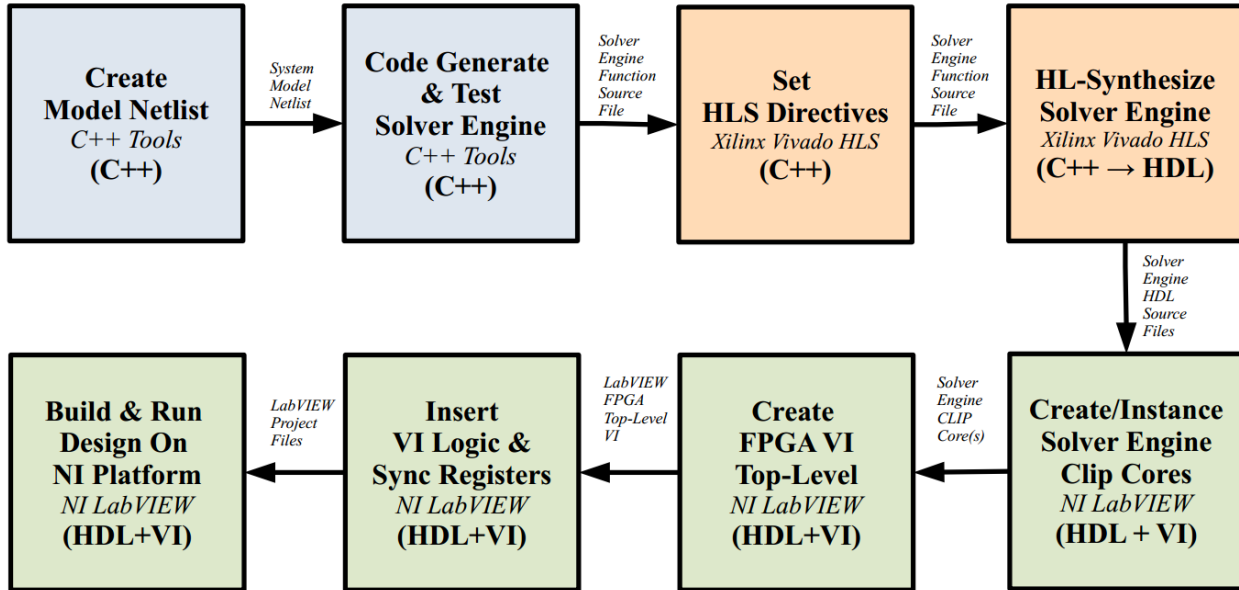 Create
Model Netlist
C++ Tools
(C++)
System
Model
Netlist
Code Generate
& Test
Solver Engine
C++ Tools
(C++)
Solver
Engine
Function
Source
File
Set
HLS Directives
Xilinx Vivado HLS
(C++)
Solver
Engine
Function
Source
File
HL-Synthesize
Solver Engine
Xilinx Vivado HLS
(C++ → HDL)
Solver
Engine
HDL
Source
Files
Create/Instance
Solver Engine
Clip Cores
NI LabVIEW
(HDL + VI)
Solver
Engine
CLIP
Core(s)
Create
FPGA VI
Top-Level
NI LabVIEW
(HDL+VI)
LabVIEW
FPGA
Top-Level
VI
Insert
VI Logic &
Sync Registers
NI LabVIEW
(HDL+VI)
LabVIEW
Project
Files
Build & Run
Design On
NI Platform
NI LabVIEW
(HDL+VI)